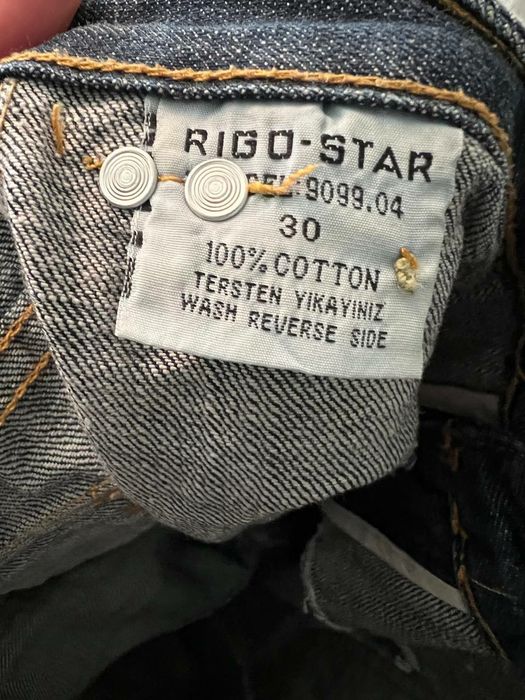 RIGO-STAR
:9099.04
30
100% COTTON
TERSTEN YIKAYINIZ
WASH REVERSE SIDE